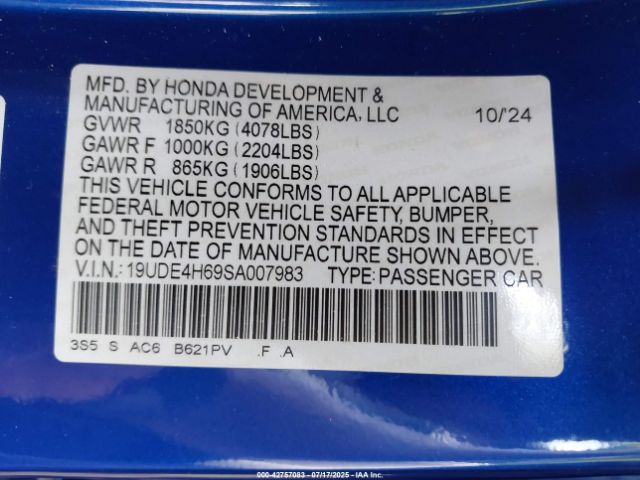 MFD. BY HONDA DEVELOPMENT &
MANUFACTURING OF AMERICA, LLC 10/'24
GVWR 1850KG (4078LBS)
GAWR F 1000KG (2204LBS)
GAWR R 865KG (1906LBS)
THIS VEHICLE CONFORMS TO ALL APPLICABLE
FEDERAL MOTOR VEHICLE SAFETY, BUMPER,
AND THEFT PREVENTION STANDARDS IN EFFECT
ON THE DATE OF MANUFACTURE SHOWN ABOVE.
V.I.N.: 19UDE4H69SA007983 TYPE: PASSENGER CAR
3S5 S AC6 B621PV .F .A
000-42757083 - 07/17/2025 - IAA Inc.